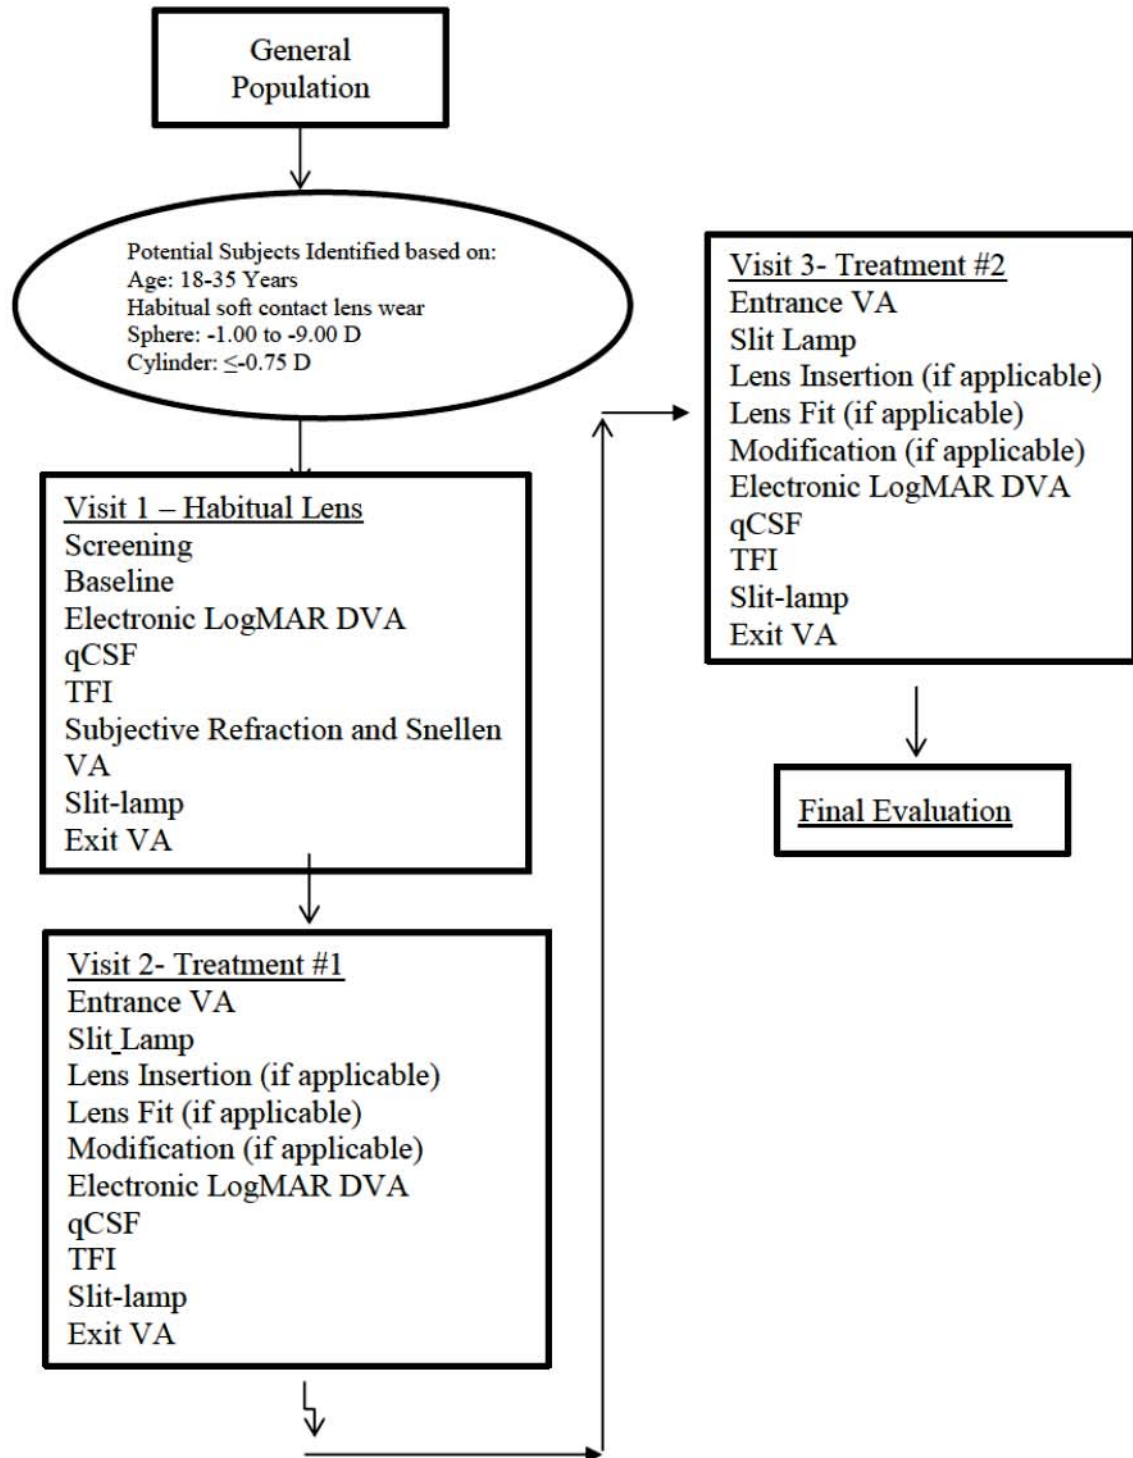 General
Population
Potential Subjects Identified based on:
Age: 18-35 Years
Habitual soft contact lens wear
Sphere: -1.00 to -9.00 D
Cylinder: ≤-0.75 D
Visit 1 – Habitual Lens
Screening
Baseline
Electronic LogMAR DVA
qCSF
TFI
Subjective Refraction and Snellen
VA
Slit-lamp
Exit VA
Visit 2- Treatment #1
Entrance VA
Slit Lamp
Lens Insertion (if applicable)
Lens Fit (if applicable)
Modification (if applicable)
Electronic LogMAR DVA
qCSF
TFI
Slit-lamp
Exit VA
Visit 3- Treatment #2
Entrance VA
Slit Lamp
Lens Insertion (if applicable)
Lens Fit (if applicable)
Modification (if applicable)
Electronic LogMAR DVA
qCSF
TFI
Slit-lamp
Exit VA
Final Evaluation